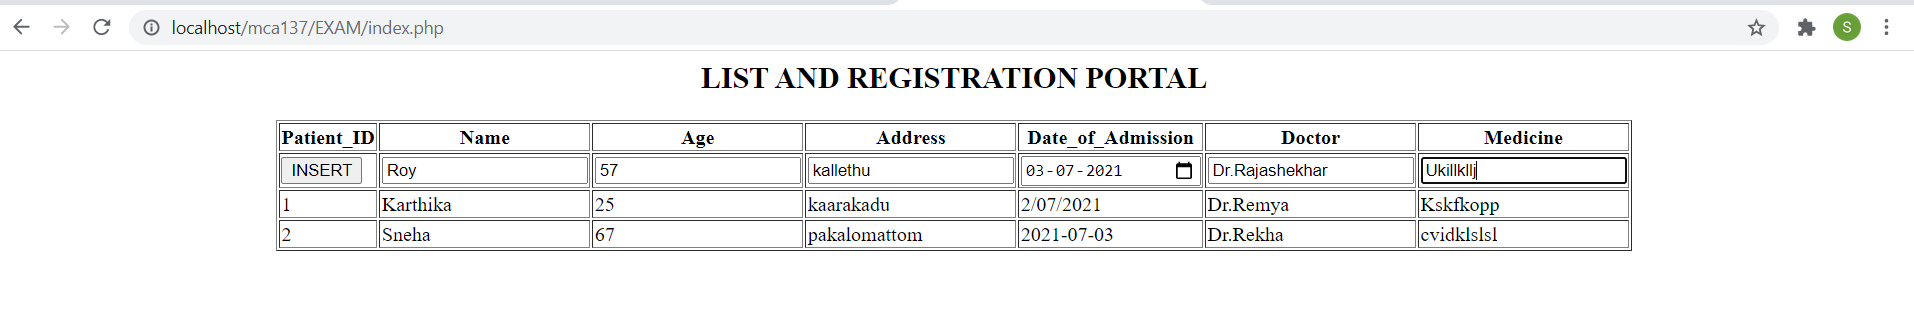 localhost/mca137/EXAM/index.php
S
LIST AND REGISTRATION PORTAL
Patient_ID Name Age Address Date_of_Admission Doctor Medicine
INSERT Roy 57 kallethu 03-07-2021 Dr.Rajashekhar Ukillkllj
1 Karthika 25 kaarakadu 2/07/2021 Dr.Remya Kskfkopp
2 Sneha 67 pakalomattom 2021-07-03 Dr.Rekha cvidklslsl